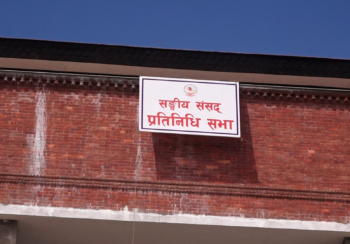 सङ्घीय संसद्
प्रतिनिधि सभा